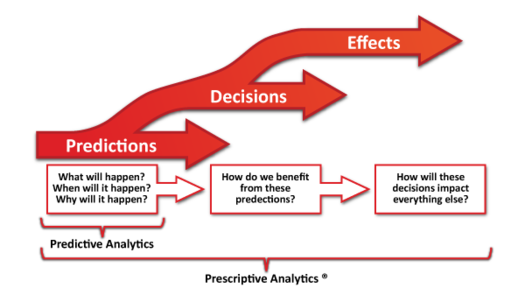 Effects
Decisions
Predictions
What will happen?
When will it happen?
Why will it happen?
How do we benefit
from these
predections?
How will these
decisions impact
everything else?
Predictive Analytics
Prescriptive Analytics ®